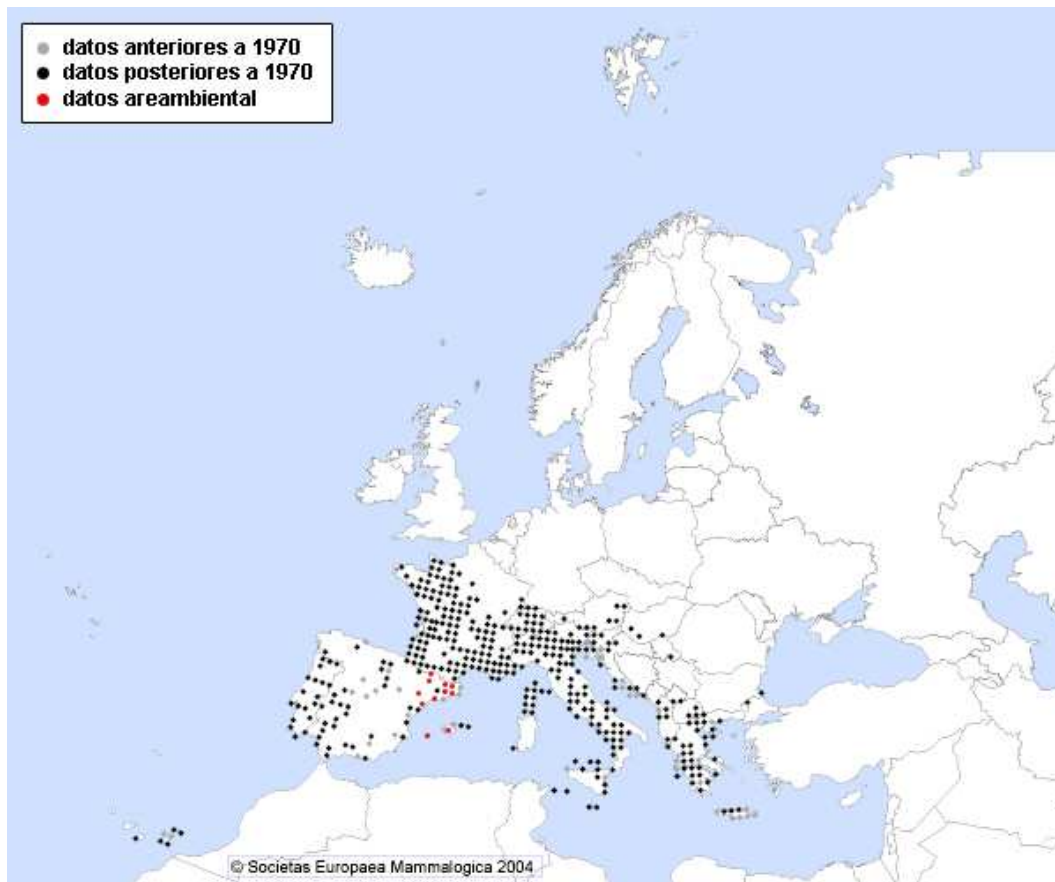 datos anteriores a 1970
datos posteriores a 1970
datos areambiental
© Societas Europaea Mammalogica 2004